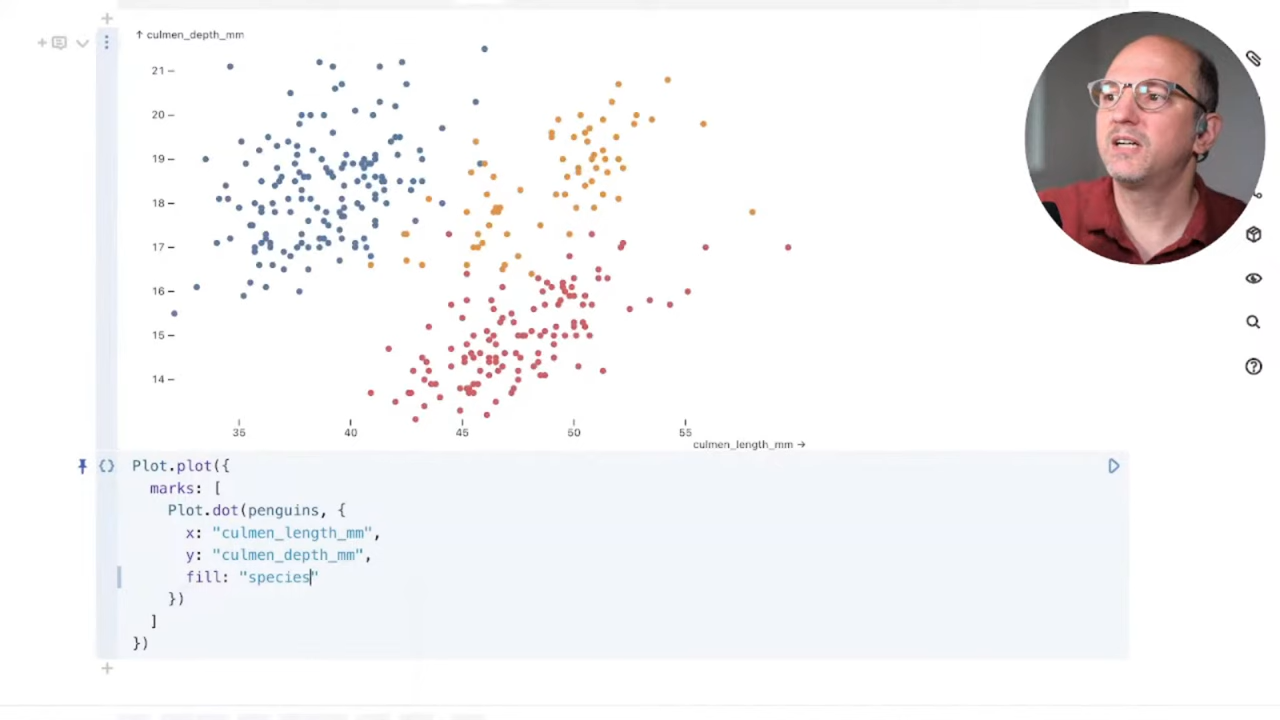 ↑ culmen_depth_mm
21
20
19
18
17
16
15
14
35 40 45 50 55
culmen_length_mm →
Plot.plot({
marks: [
Plot.dot(penguins, {
x: "culmen_length_mm",
y: "culmen_depth_mm",
fill: "species"
})
]
})